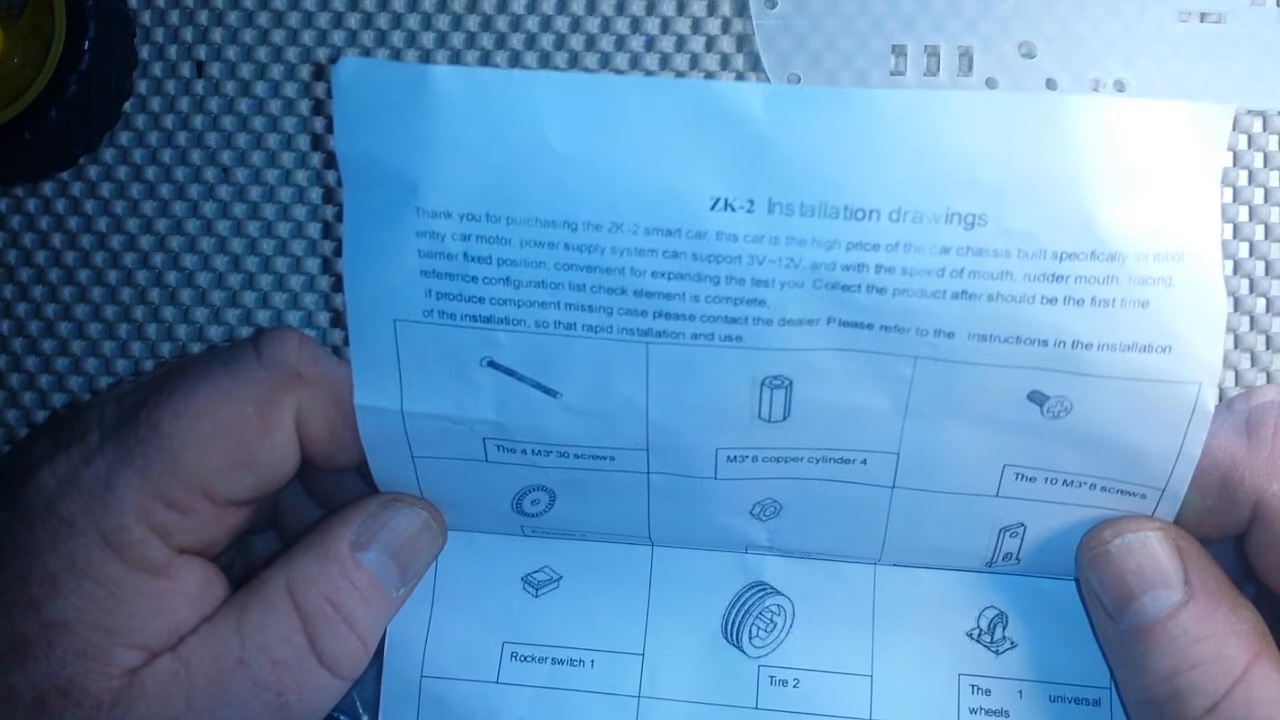 ZK-2 Installation drawings
Thank you for purchasing the ZK-2 smart car, this car is the high price of the car chassis built specifically for robot
entry car motor, power supply system can support 3V~12V, and with the speed of mouth, rudder mouth, tracing,
barrier fixed position, convenient for expanding the test you. Collect the product after should be the first time
reference configuration list check element is complete,
if produce component missing case please contact the dealer. Please refer to the instructions in the installation
of the installation, so that rapid installation and use.
The 4 M3*30 screws
M3*8 copper cylinder 4
The 10 M3*8 screws
Rocker switch 1
Tire 2
The 1 universal
wheels